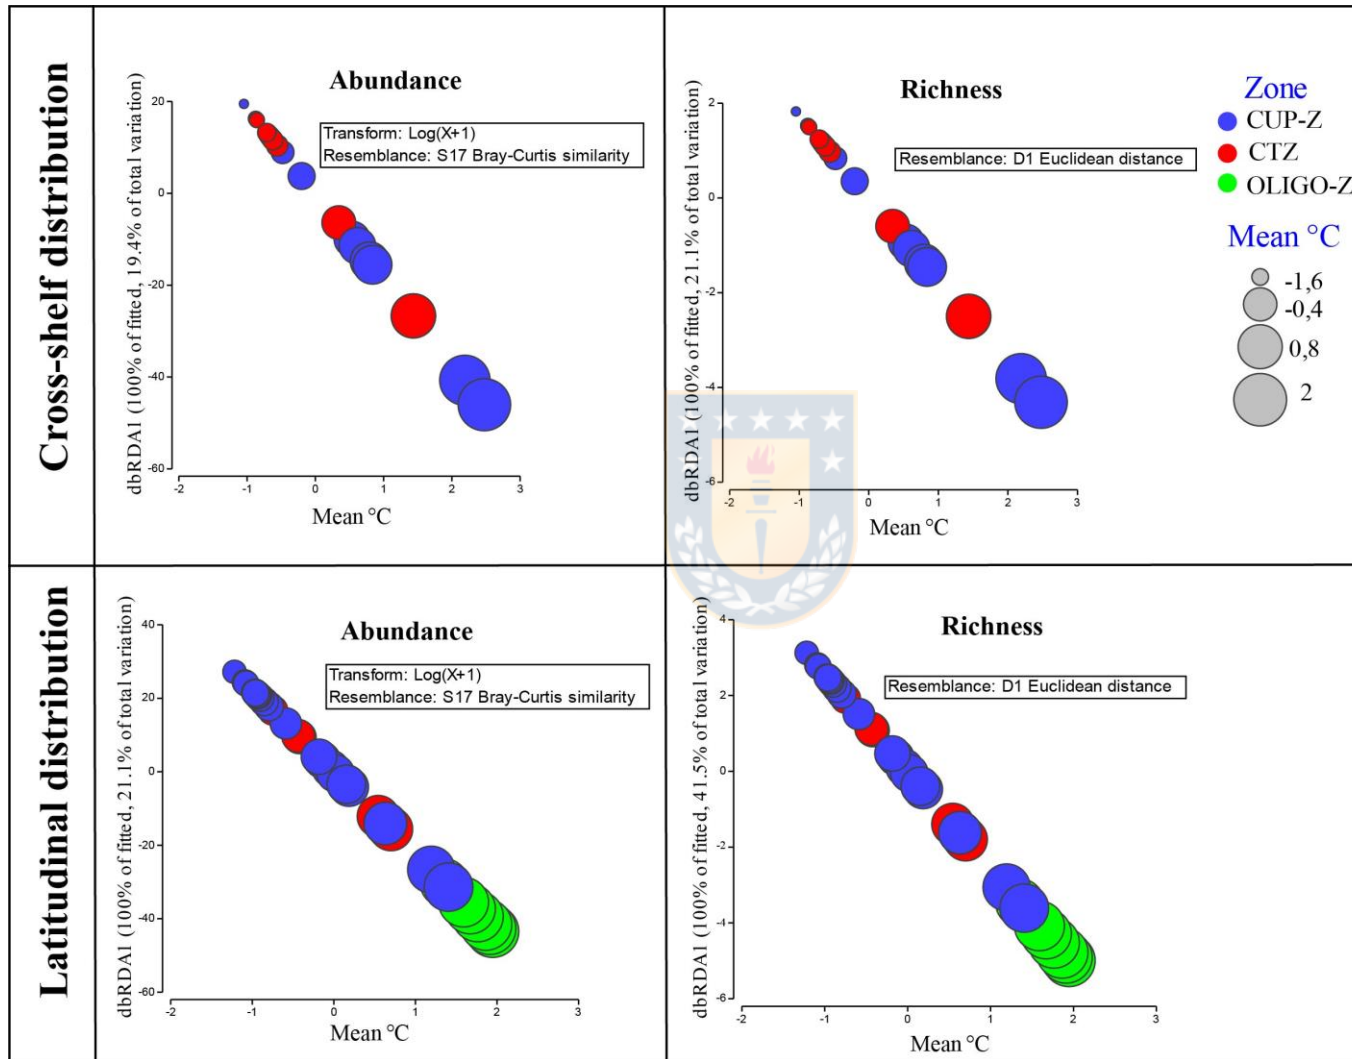 Cross-shelf distribution
Abundance
Transform: Log(X+1)
Resemblance: S17 Bray-Curtis similarity
dbRDA1 (100% of fitted, 19.4% of total variation)
20
0
-20
-40
-60
-2
-1
0
1
2
3
Mean °C
Richness
Resemblance: D1 Euclidean distance
dbRDA1 (100% of fitted, 21.1% of total variation)
2
0
-2
-4
-6
-2
-1
0
1
2
3
Mean °C
Zone
CUP-Z
CTZ
OLIGO-Z
Mean °C
-1,6
-0,4
0,8
2
Latitudinal distribution
Abundance
Transform: Log(X+1)
Resemblance: S17 Bray-Curtis similarity
dbRDA1 (100% of fitted, 21.1% of total variation)
40
20
0
-20
-40
-60
-2
-1
0
1
2
3
Mean °C
Richness
Resemblance: D1 Euclidean distance
dbRDA1 (100% of fitted, 41.5% of total variation)
4
2
0
-2
-4
-6
-2
-1
0
1
2
3
Mean °C